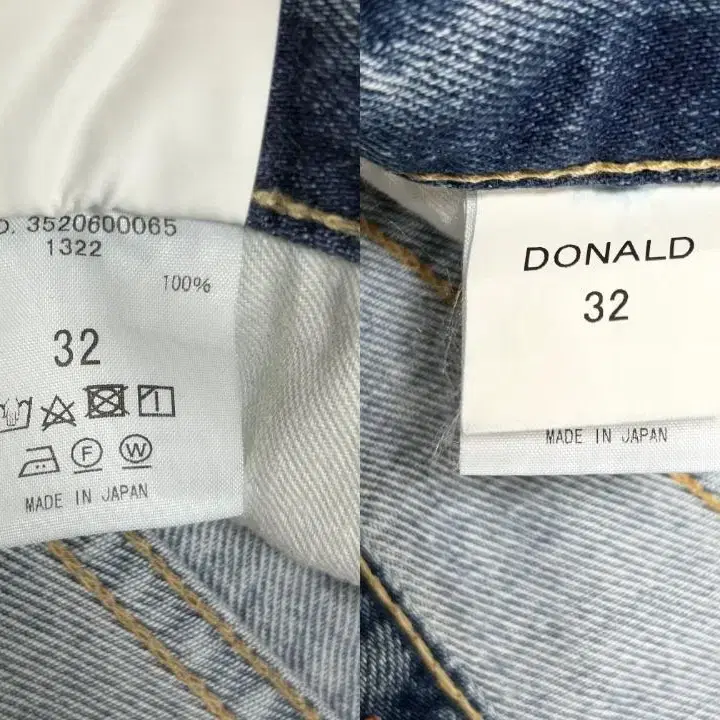 O. 3520600065
1322
100%
32
F W
MADE IN JAPAN
DONALD
32
MADE IN JAPAN